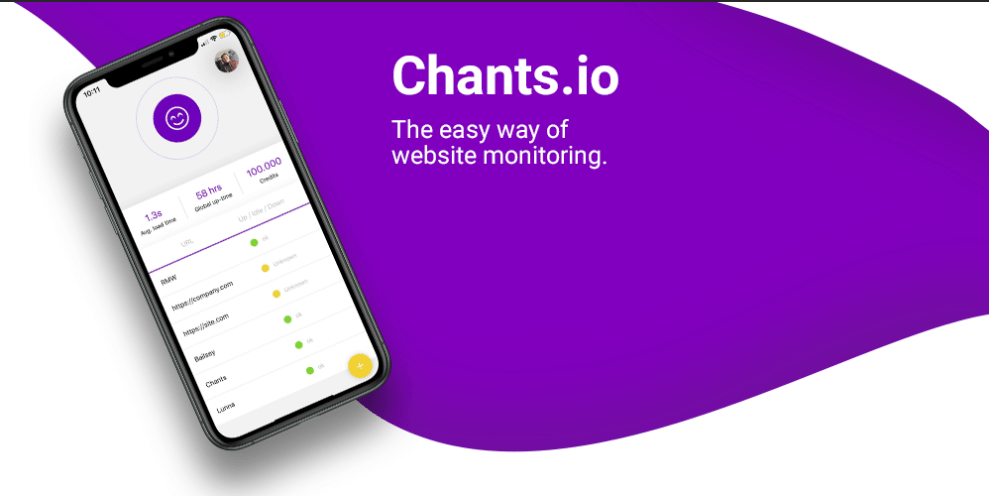 Chants.io
The easy way of
website monitoring.
10:11
1.3s
Avg. load time
58 hrs
Global up-time
100.000
Credits
URL
Up / Idle / Down
BMW
ok
https://company.com
Unknown
https://site.com
Unknown
Bailsey
ok
Chants
ok
Lunna
ok